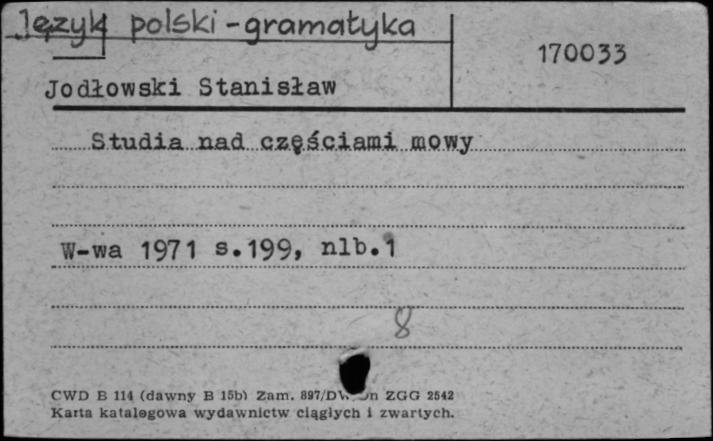 Język polski - gramatyka
170033
Jodłowski Stanisław
Studia nad częściami mowy
W-wa 1971 s.199, nlb.1
8
CWD B 114 (dawny B 15b) Zam. 897/ ZGG 2542
Karta katalogowa wydawnictw ciągłych i zwartych.